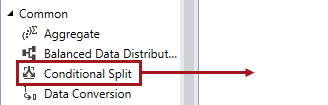 Common
Aggregate
Balanced Data Distribut...
Conditional Split
Data Conversion